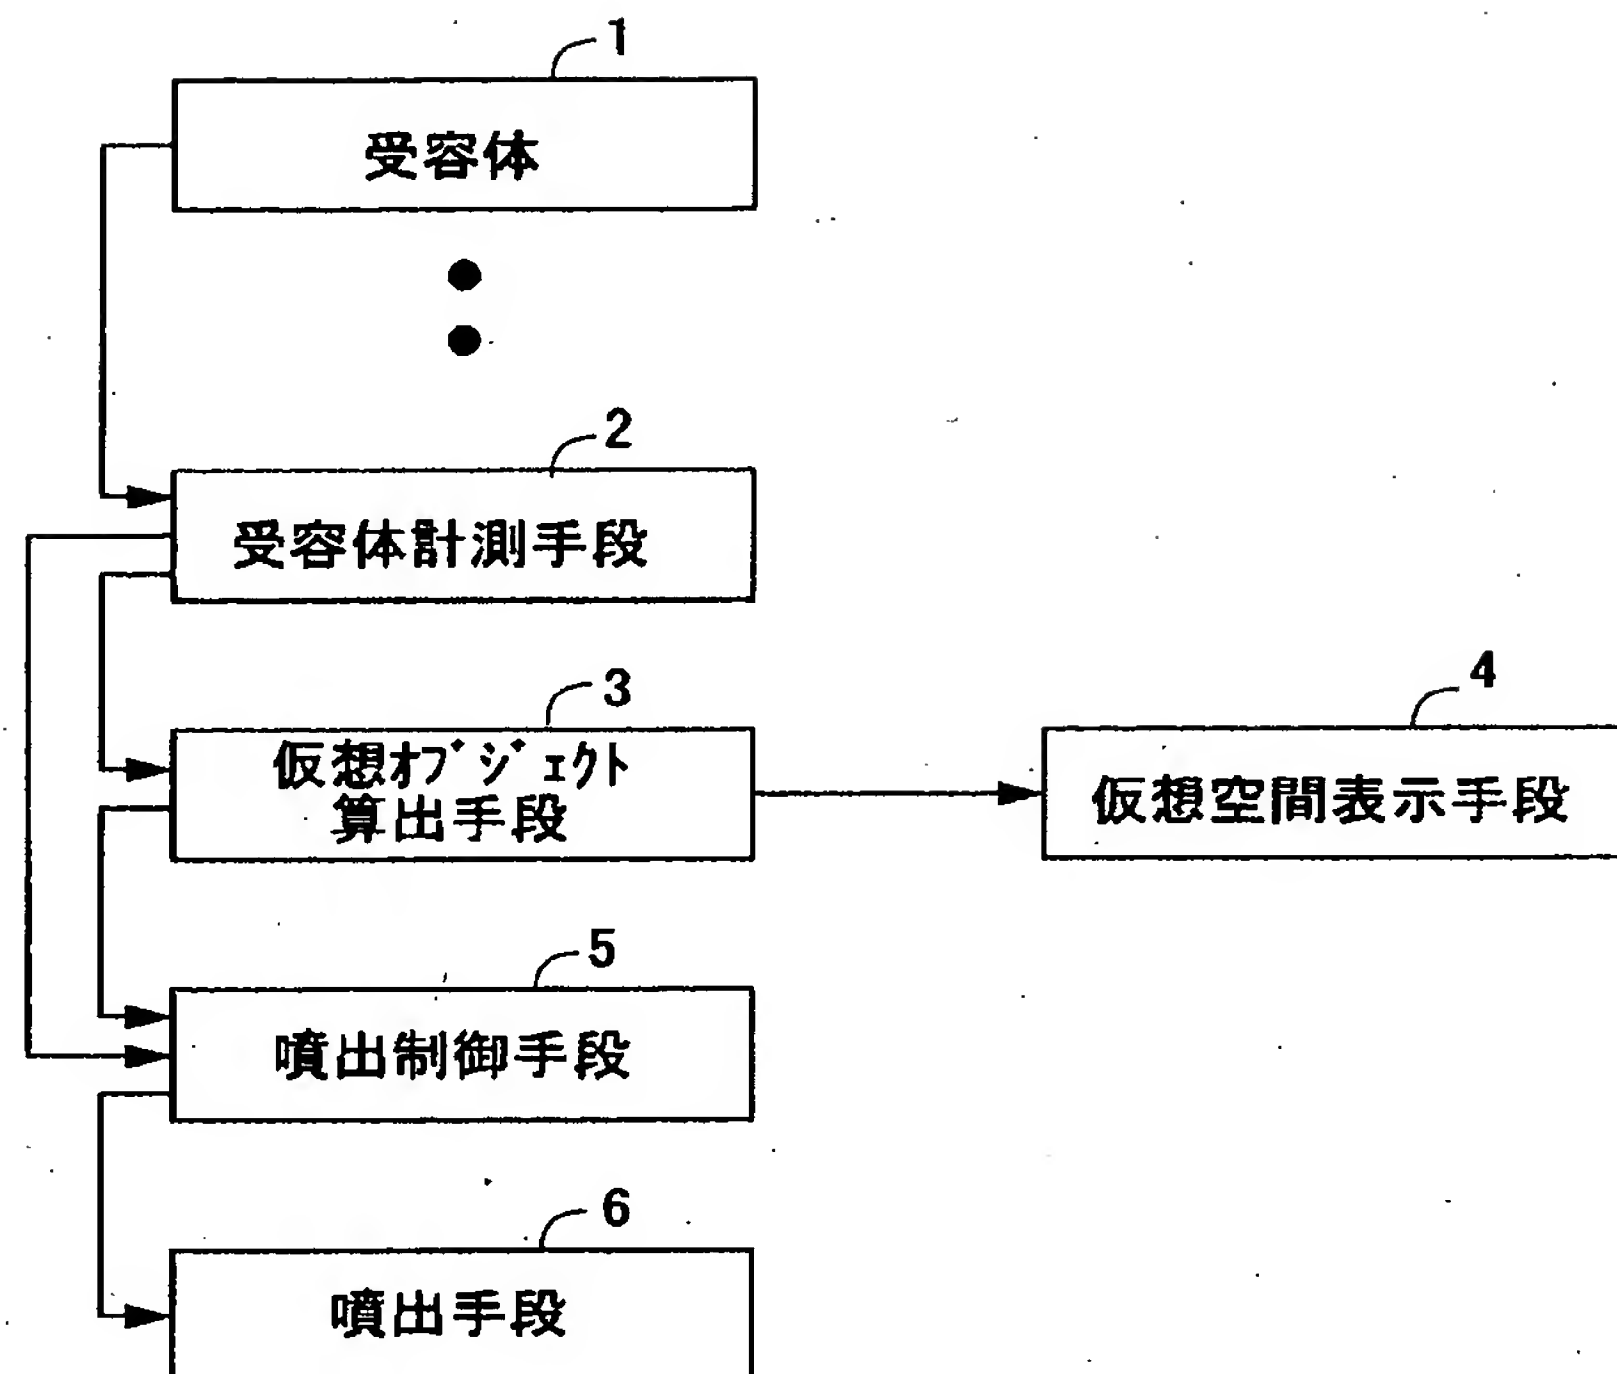 1
受容体
2
受容体計測手段
3
仮想ｵﾌﾞｼﾞｪｸﾄ
算出手段
4
仮想空間表示手段
5
噴出制御手段
6
噴出手段